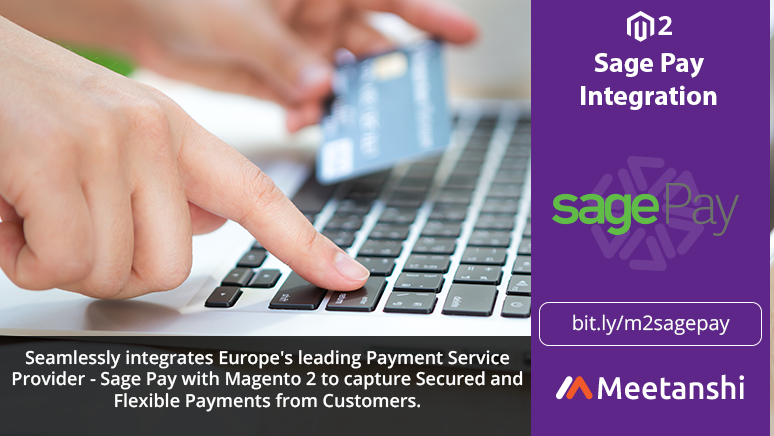 2
Sage Pay
Integration
sagePay
bit.ly/m2sagepay
Meetanshi
Seamlessly integrates Europe's leading Payment Service
Provider - Sage Pay with Magento 2 to capture Secured and
Flexible Payments from Customers.